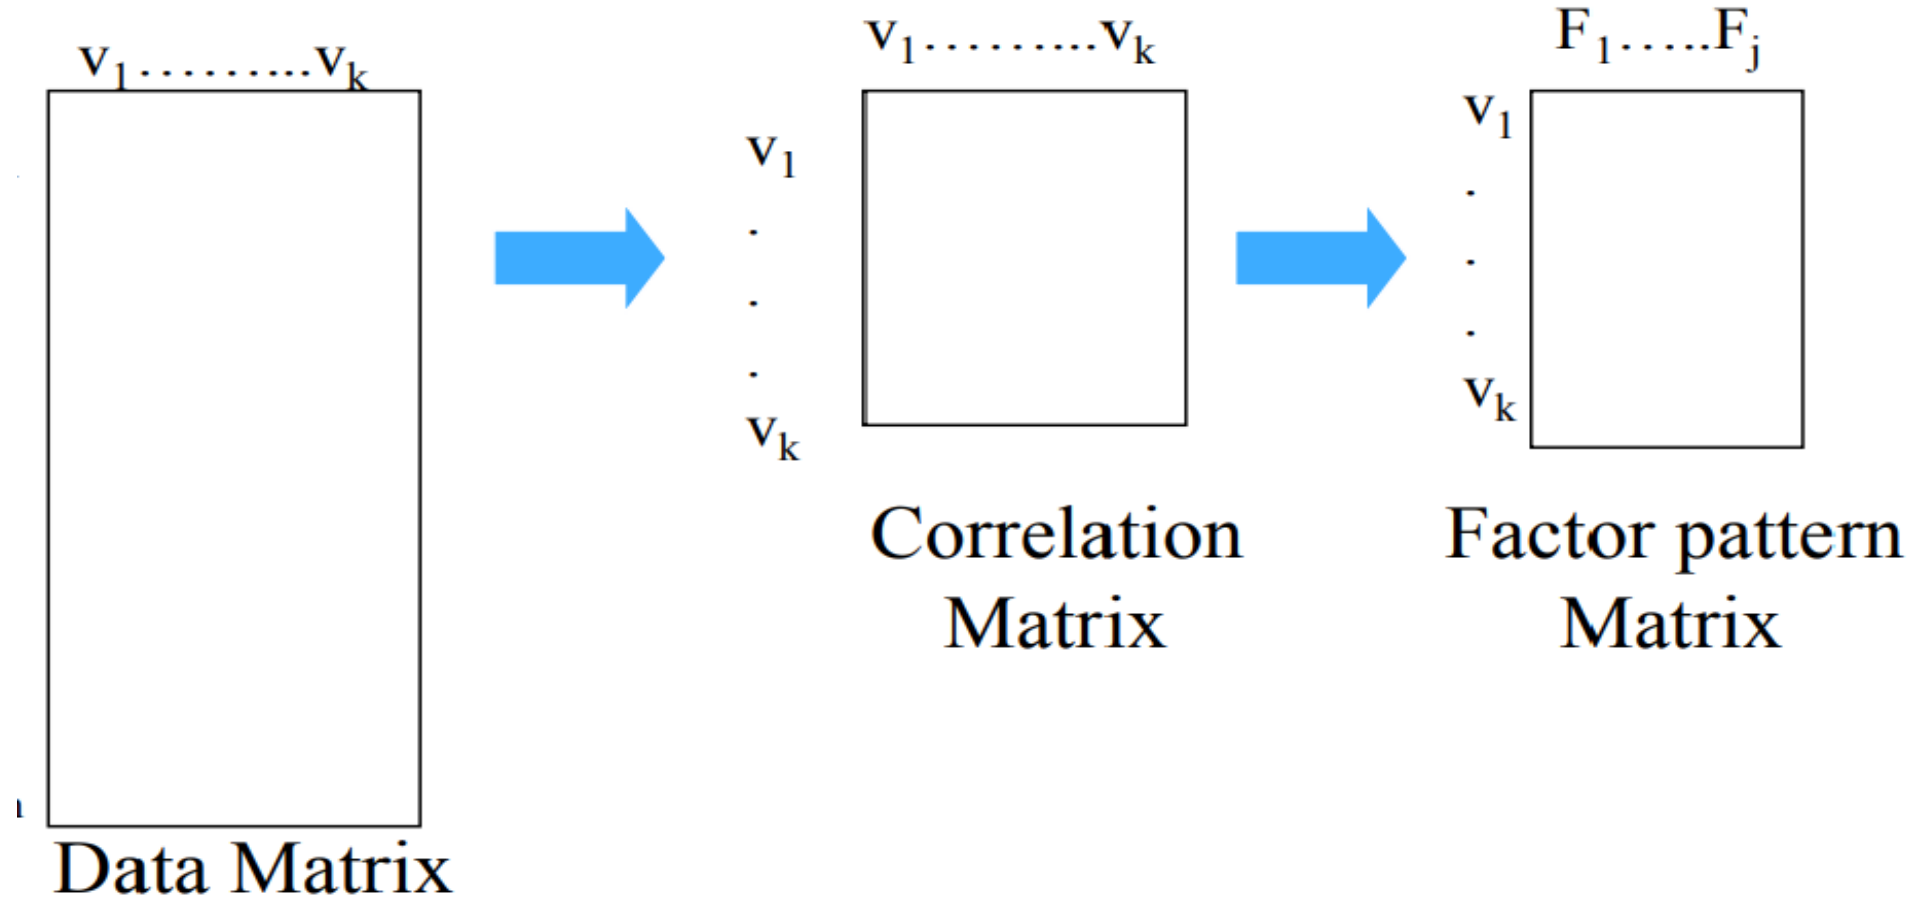 v₁………...vₖ
Data Matrix
v₁………...vₖ
v₁
.
.
.
vₖ
Correlation
Matrix
F₁…..Fⱼ
v₁
.
.
.
vₖ
Factor pattern
Matrix